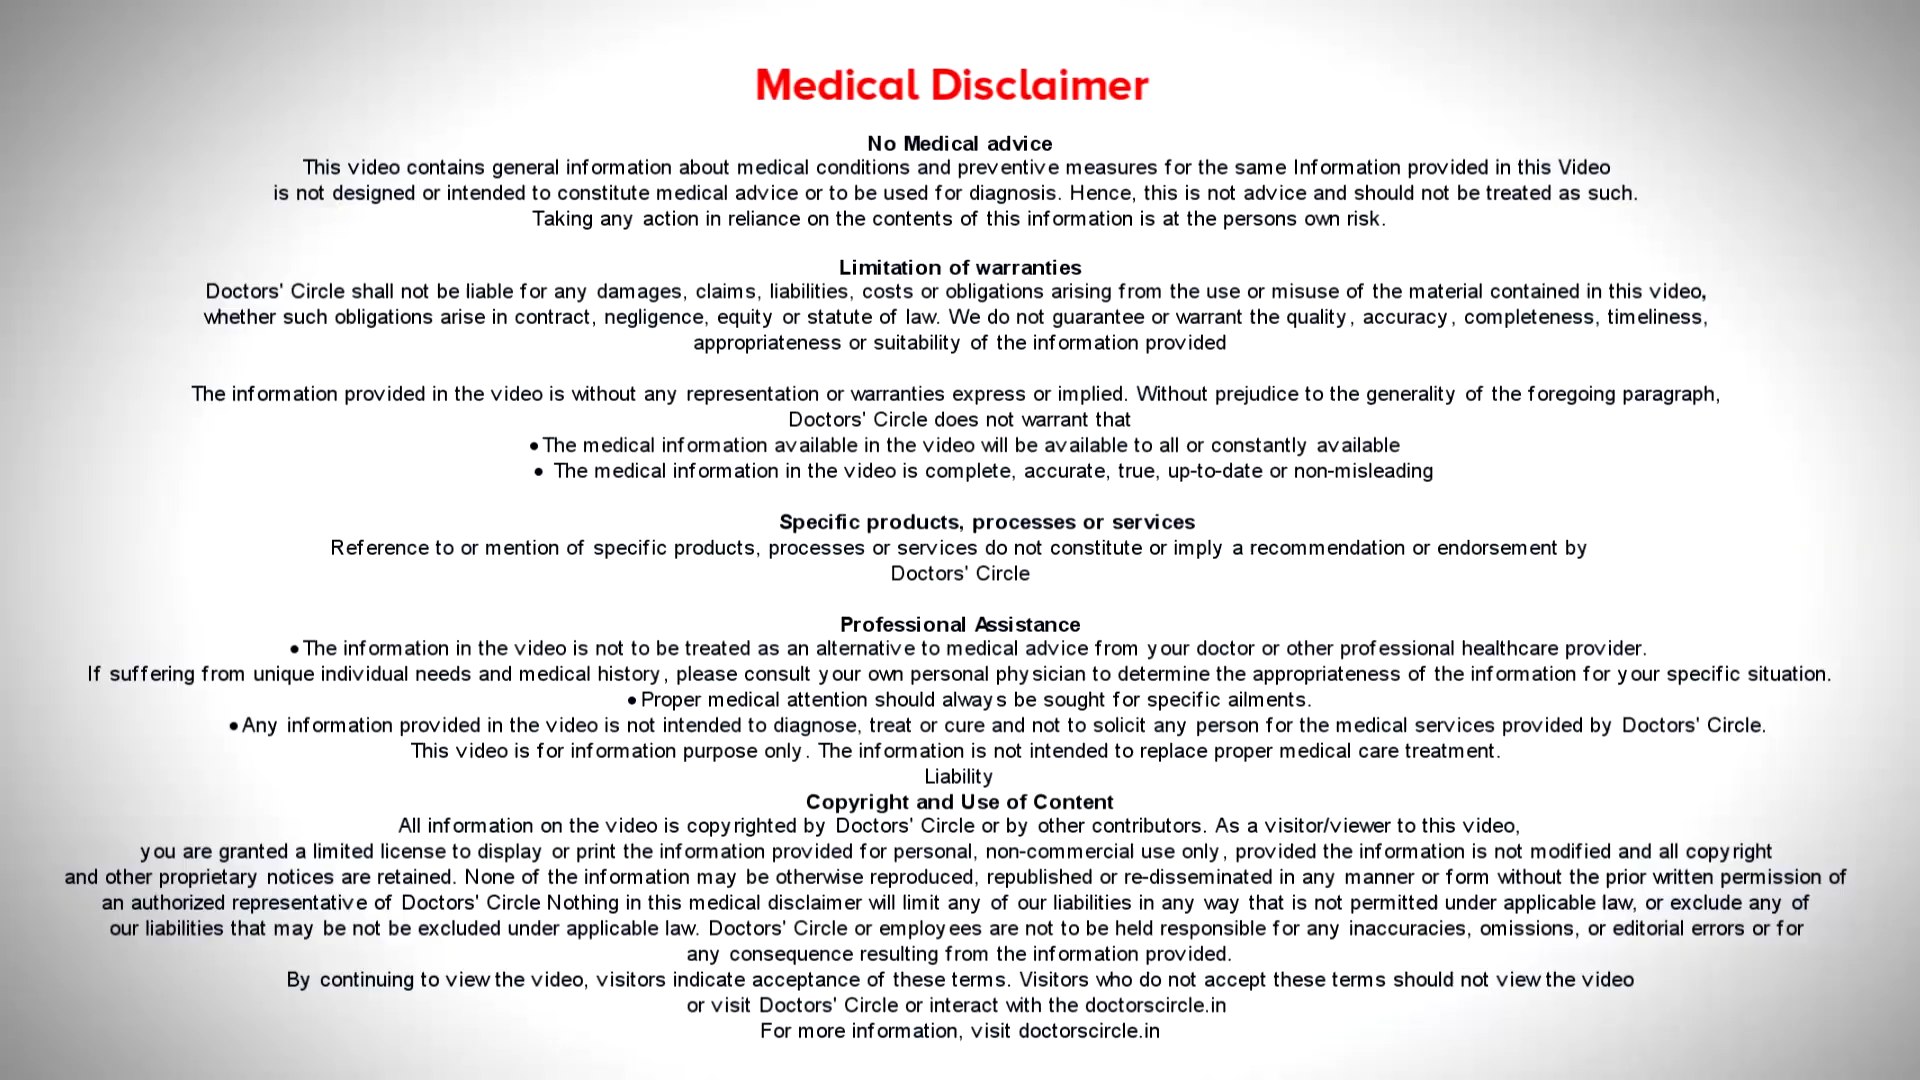 Medical Disclaimer
No Medical advice
This video contains general information about medical conditions and preventive measures for the same Information provided in this Video
is not designed or intended to constitute medical advice or to be used for diagnosis. Hence, this is not advice and should not be treated as such.
Taking any action in reliance on the contents of this information is at the persons own risk.
Limitation of warranties
Doctors' Circle shall not be liable for any damages, claims, liabilities, costs or obligations arising from the use or misuse of the material contained in this video,
whether such obligations arise in contract, negligence, equity or statute of law. We do not guarantee or warrant the quality, accuracy, completeness, timeliness,
appropriateness or suitability of the information provided
The information provided in the video is without any representation or warranties express or implied. Without prejudice to the generality of the foregoing paragraph,
Doctors' Circle does not warrant that
• The medical information available in the video will be available to all or constantly available
• The medical information in the video is complete, accurate, true, up-to-date or non-misleading
Specific products, processes or services
Reference to or mention of specific products, processes or services do not constitute or imply a recommendation or endorsement by
Doctors' Circle
Professional Assistance
• The information in the video is not to be treated as an alternative to medical advice from your doctor or other professional healthcare provider.
If suffering from unique individual needs and medical history, please consult your own personal physician to determine the appropriateness of the information for your specific situation.
• Proper medical attention should always be sought for specific ailments.
• Any information provided in the video is not intended to diagnose, treat or cure and not to solicit any person for the medical services provided by Doctors' Circle.
This video is for information purpose only. The information is not intended to replace proper medical care treatment.
Liability
Copyright and Use of Content
All information on the video is copyrighted by Doctors' Circle or by other contributors. As a visitor/viewer to this video,
you are granted a limited license to display or print the information provided for personal, non-commercial use only, provided the information is not modified and all copyright
and other proprietary notices are retained. None of the information may be otherwise reproduced, republished or re-disseminated in any manner or form without the prior written permission of
an authorized representative of Doctors' Circle Nothing in this medical disclaimer will limit any of our liabilities in any way that is not permitted under applicable law, or exclude any of
our liabilities that may be not be excluded under applicable law. Doctors' Circle or employees are not to be held responsible for any inaccuracies, omissions, or editorial errors or for
any consequence resulting from the information provided.
By continuing to view the video, visitors indicate acceptance of these terms. Visitors who do not accept these terms should not view the video
or visit Doctors' Circle or interact with the doctorscircle.in
For more information, visit doctorscircle.in